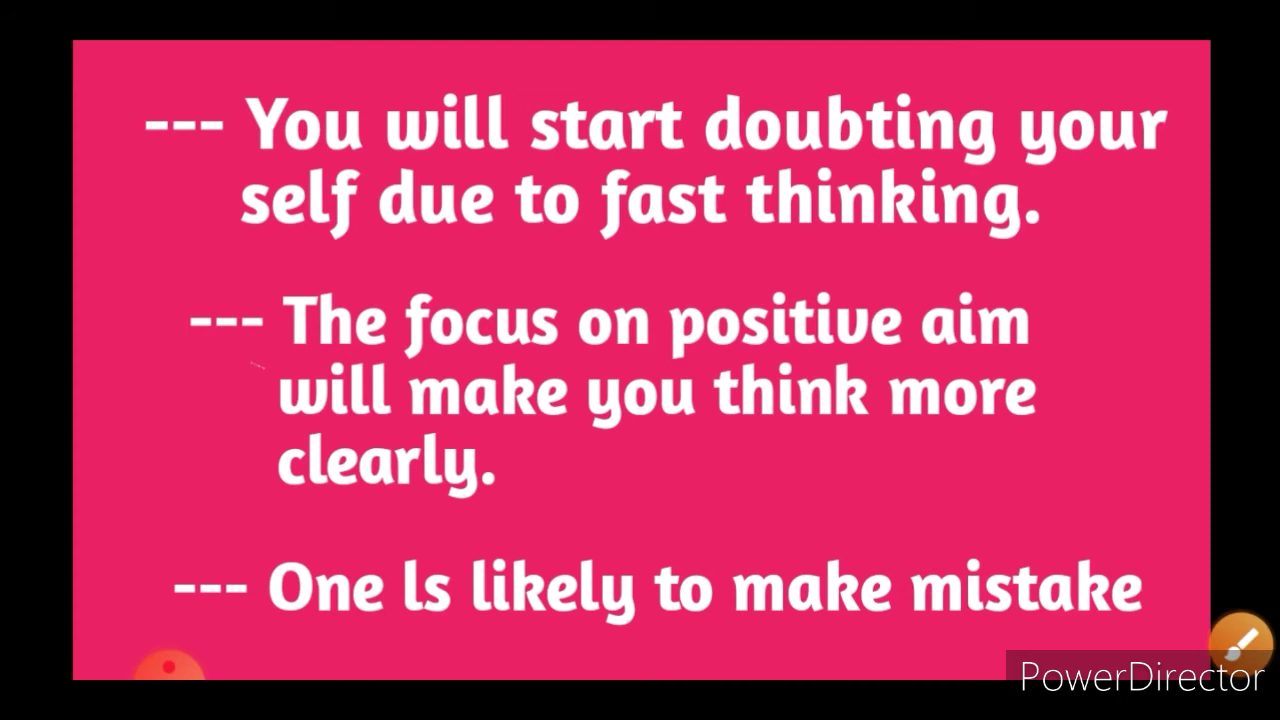 --- You will start doubting your
self due to fast thinking.
--- The focus on positive aim
will make you think more
clearly.
--- One ls likely to make mistake
PowerDirector